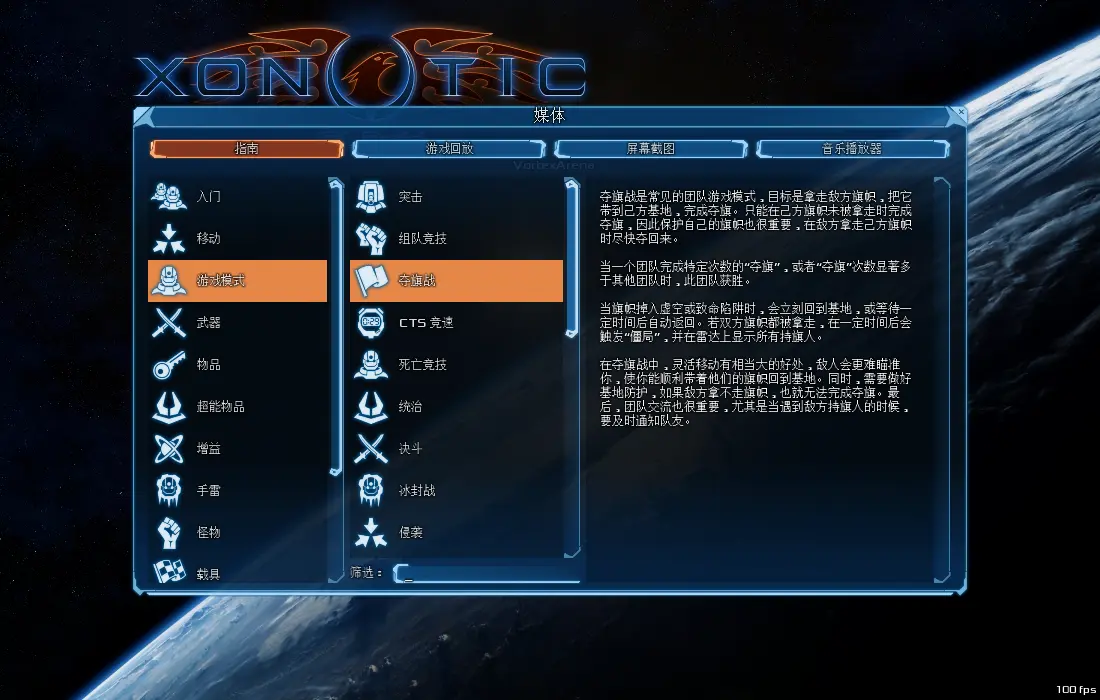 XONOTIC
媒体
指南
游戏回放
屏幕截图
音乐播放器
VortexArena
入门
移动
游戏模式
武器
物品
超能物品
增益
手雷
怪物
载具
突击
组队竞技
夺旗战
CTS 竞速
死亡竞技
统治
决斗
冰封战
侵袭
筛选：
_
夺旗战是常见的团队游戏模式，目标是拿走敌方旗帜，把它
带到己方基地，完成夺旗。只能在己方旗帜未被拿走时完成
夺旗，因此保护自己的旗帜也很重要，在敌方拿走己方旗帜
时尽快夺回来。
当一个团队完成特定次数的“夺旗”，或者“夺旗”次数显著多
于其他团队时，此团队获胜。
当旗帜掉入虚空或致命陷阱时，会立刻回到基地，或等待一
定时间后自动返回。若双方旗帜都被拿走，在一定时间后会
触发“僵局”，并在雷达上显示所有持旗人。
在夺旗战中，灵活移动有相当大的好处，敌人会更难瞄准
你，使你能顺利带着他们的旗帜回到基地。同时，需要做好
基地防护，如果敌方拿不走旗帜，也就无法完成夺旗。最
后，团队交流也很重要，尤其是当遇到敌方持旗人的时候，
要及时通知队友。
100 fps